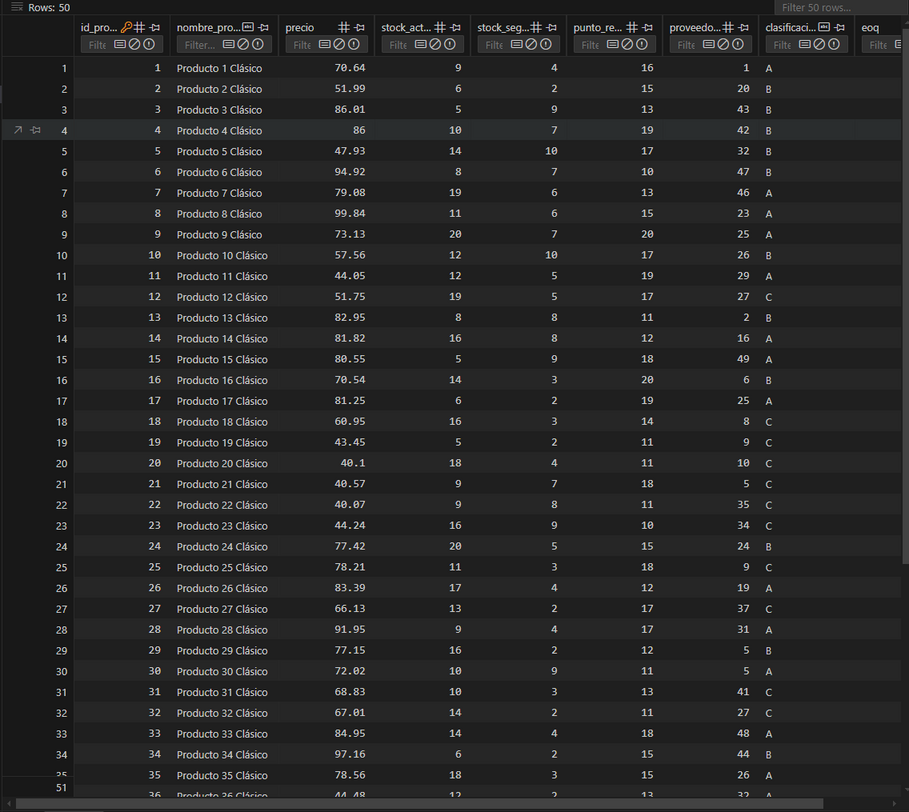 Rows: 50 Filter 50 rows...
id_pro... nombre_pro... precio stock_act... stock_seg... punto_re... proveedo... clasificaci... eoq
Filte Filter... Filte Filte Filte Filte Filte Filte Filte
1 1 Producto 1 Clásico 70.64 9 4 16 1 A
2 2 Producto 2 Clásico 51.99 6 2 15 20 B
3 3 Producto 3 Clásico 86.01 5 9 13 43 B
4 4 Producto 4 Clásico 86 10 7 19 42 B
5 5 Producto 5 Clásico 47.93 14 10 17 32 B
6 6 Producto 6 Clásico 94.92 8 7 10 47 B
7 7 Producto 7 Clásico 79.08 19 6 13 46 A
8 8 Producto 8 Clásico 99.84 11 6 15 23 A
9 9 Producto 9 Clásico 73.13 20 7 20 25 A
10 10 Producto 10 Clásico 57.56 12 10 17 26 B
11 11 Producto 11 Clásico 44.05 12 5 19 29 A
12 12 Producto 12 Clásico 51.75 19 5 17 27 C
13 13 Producto 13 Clásico 82.95 8 8 11 2 B
14 14 Producto 14 Clásico 81.82 16 8 12 16 A
15 15 Producto 15 Clásico 80.55 5 9 18 49 A
16 16 Producto 16 Clásico 70.54 14 3 20 6 B
17 17 Producto 17 Clásico 81.25 6 2 19 25 A
18 18 Producto 18 Clásico 60.95 16 3 14 8 C
19 19 Producto 19 Clásico 43.45 5 2 11 9 C
20 20 Producto 20 Clásico 40.1 18 4 11 10 C
21 21 Producto 21 Clásico 40.57 9 7 18 5 C
22 22 Producto 22 Clásico 40.07 9 8 11 35 C
23 23 Producto 23 Clásico 44.24 16 9 10 34 C
24 24 Producto 24 Clásico 77.42 20 5 15 24 B
25 25 Producto 25 Clásico 78.21 11 3 18 9 C
26 26 Producto 26 Clásico 83.39 17 4 12 19 A
27 27 Producto 27 Clásico 66.13 13 2 17 37 C
28 28 Producto 28 Clásico 91.95 9 4 17 31 A
29 29 Producto 29 Clásico 77.15 16 2 12 5 B
30 30 Producto 30 Clásico 72.02 10 9 11 5 A
31 31 Producto 31 Clásico 68.83 10 3 13 41 C
32 32 Producto 32 Clásico 67.01 14 2 11 27 C
33 33 Producto 33 Clásico 84.95 14 4 18 48 A
34 34 Producto 34 Clásico 97.16 6 2 15 44 B
35 35 Producto 35 Clásico 78.56 18 3 15 26 A
51 36 Producto 36 Clásico 44.48 12 2 13 32 A